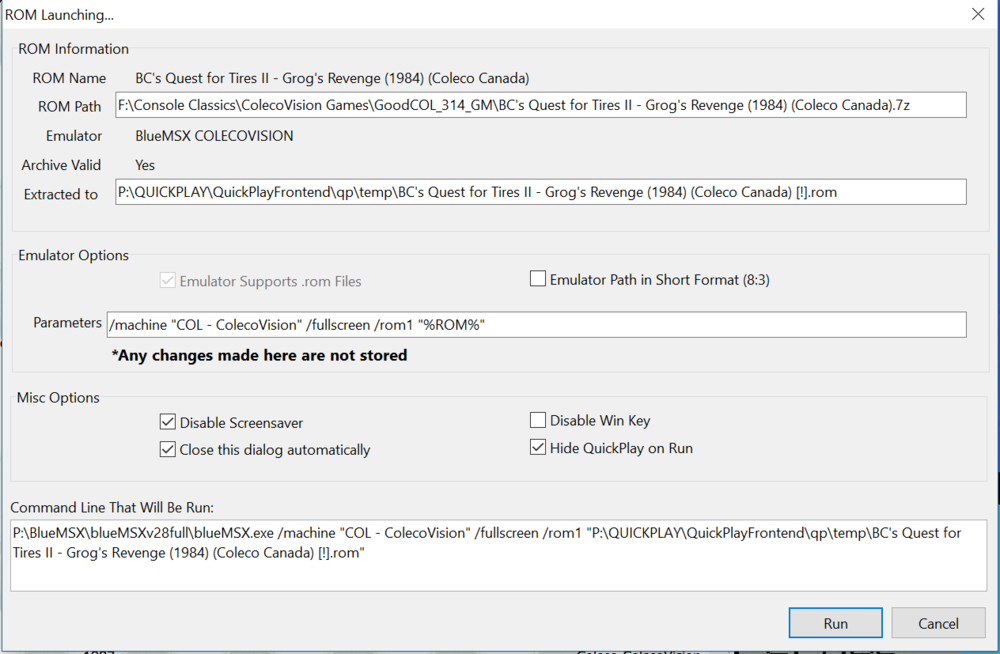 ROM Launching...
ROM Information
ROM Name BC's Quest for Tires II - Grog's Revenge (1984) (Coleco Canada)
ROM Path F:\Console Classics\ColecoVision Games\GoodCOL_314_GM\BC's Quest for Tires II - Grog's Revenge (1984) (Coleco Canada).7z
Emulator BlueMSX COLECOVISION
Archive Valid Yes
Extracted to P:\QUICKPLAY\QuickPlayFrontend\qp\temp\BC's Quest for Tires II - Grog's Revenge (1984) (Coleco Canada) [!].rom
Emulator Options
Emulator Supports .rom Files Emulator Path in Short Format (8:3)
Parameters /machine "COL - ColecoVision" /fullscreen /rom1 "%ROM%"
*Any changes made here are not stored
Misc Options
Disable Screensaver Disable Win Key
Close this dialog automatically Hide QuickPlay on Run
Command Line That Will Be Run:
P:\BlueMSX\blueMSXv28full\blueMSX.exe /machine "COL - ColecoVision" /fullscreen /rom1 "P:\QUICKPLAY\QuickPlayFrontend\qp\temp\BC's Quest for
Tires II - Grog's Revenge (1984) (Coleco Canada) [!].rom"
Run Cancel